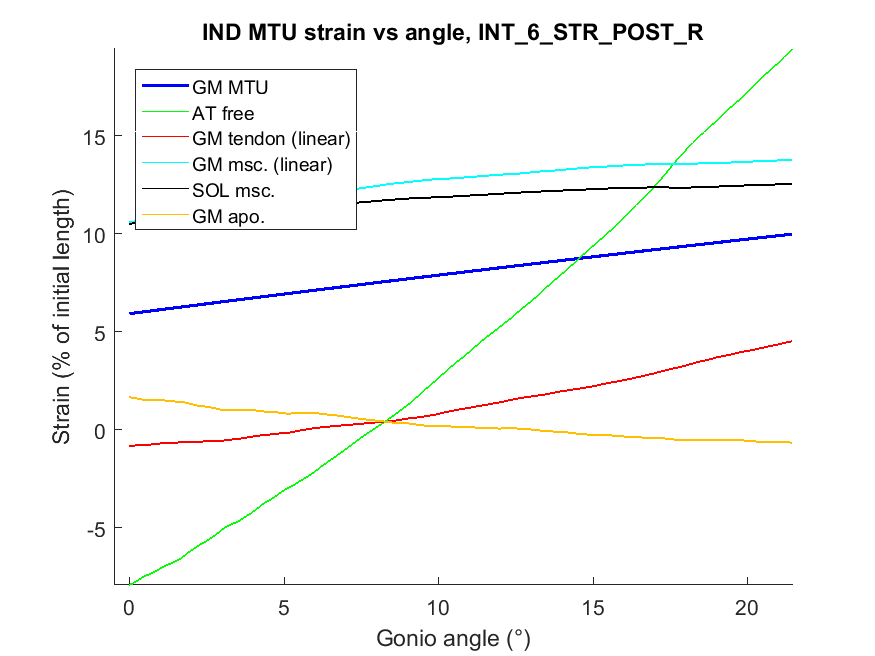 IND MTU strain vs angle, INT_6_STR_POST_R
GM MTU
AT free
GM tendon (linear)
GM msc. (linear)
SOL msc.
GM apo.
15
10
5
0
-5
Strain (% of initial length)
0 5 10 15 20
Gonio angle (°)